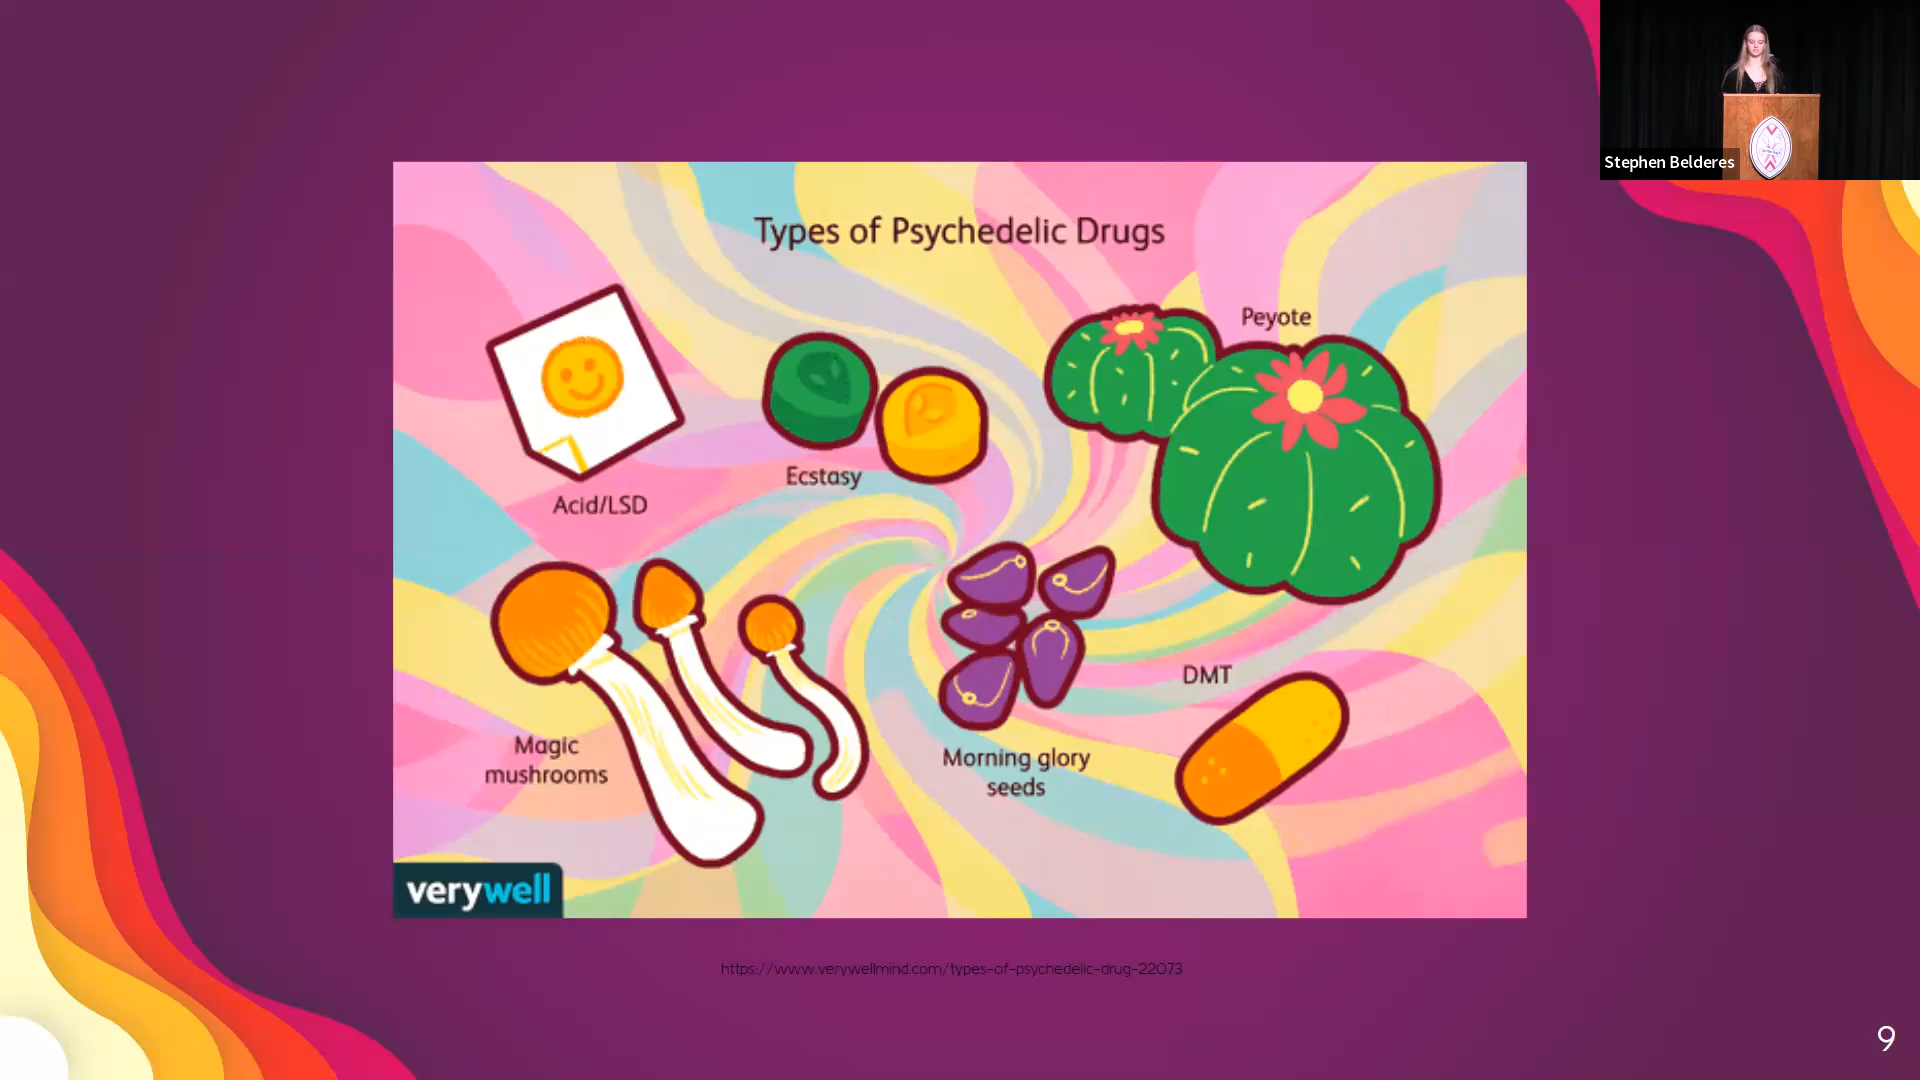 Stephen Belderes
Types of Psychedelic Drugs
Peyote
Ecstasy
Acid/LSD
DMT
Magic
mushrooms
Morning glory
seeds
verywell
https://www.verywellmind.com/types-of-psychedelic-drug-22073
9